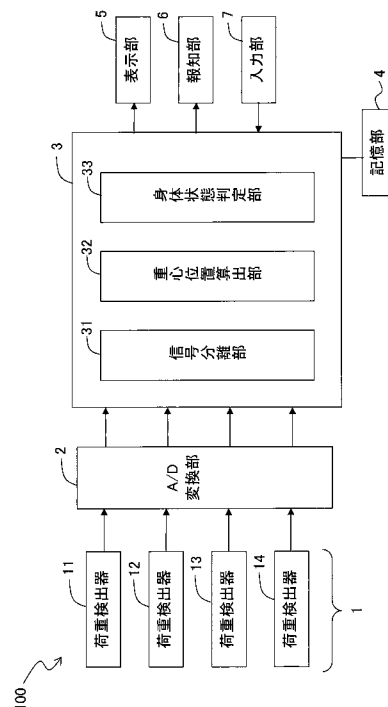 100
荷重検出器
11
荷重検出器
12
荷重検出器
13
荷重検出器
14
1
A/D
変換部
2
3
信号分離部
31
重心位置算出部
32
身体状態判定部
33
表示部
5
報知部
6
入力部
7
記憶部
4